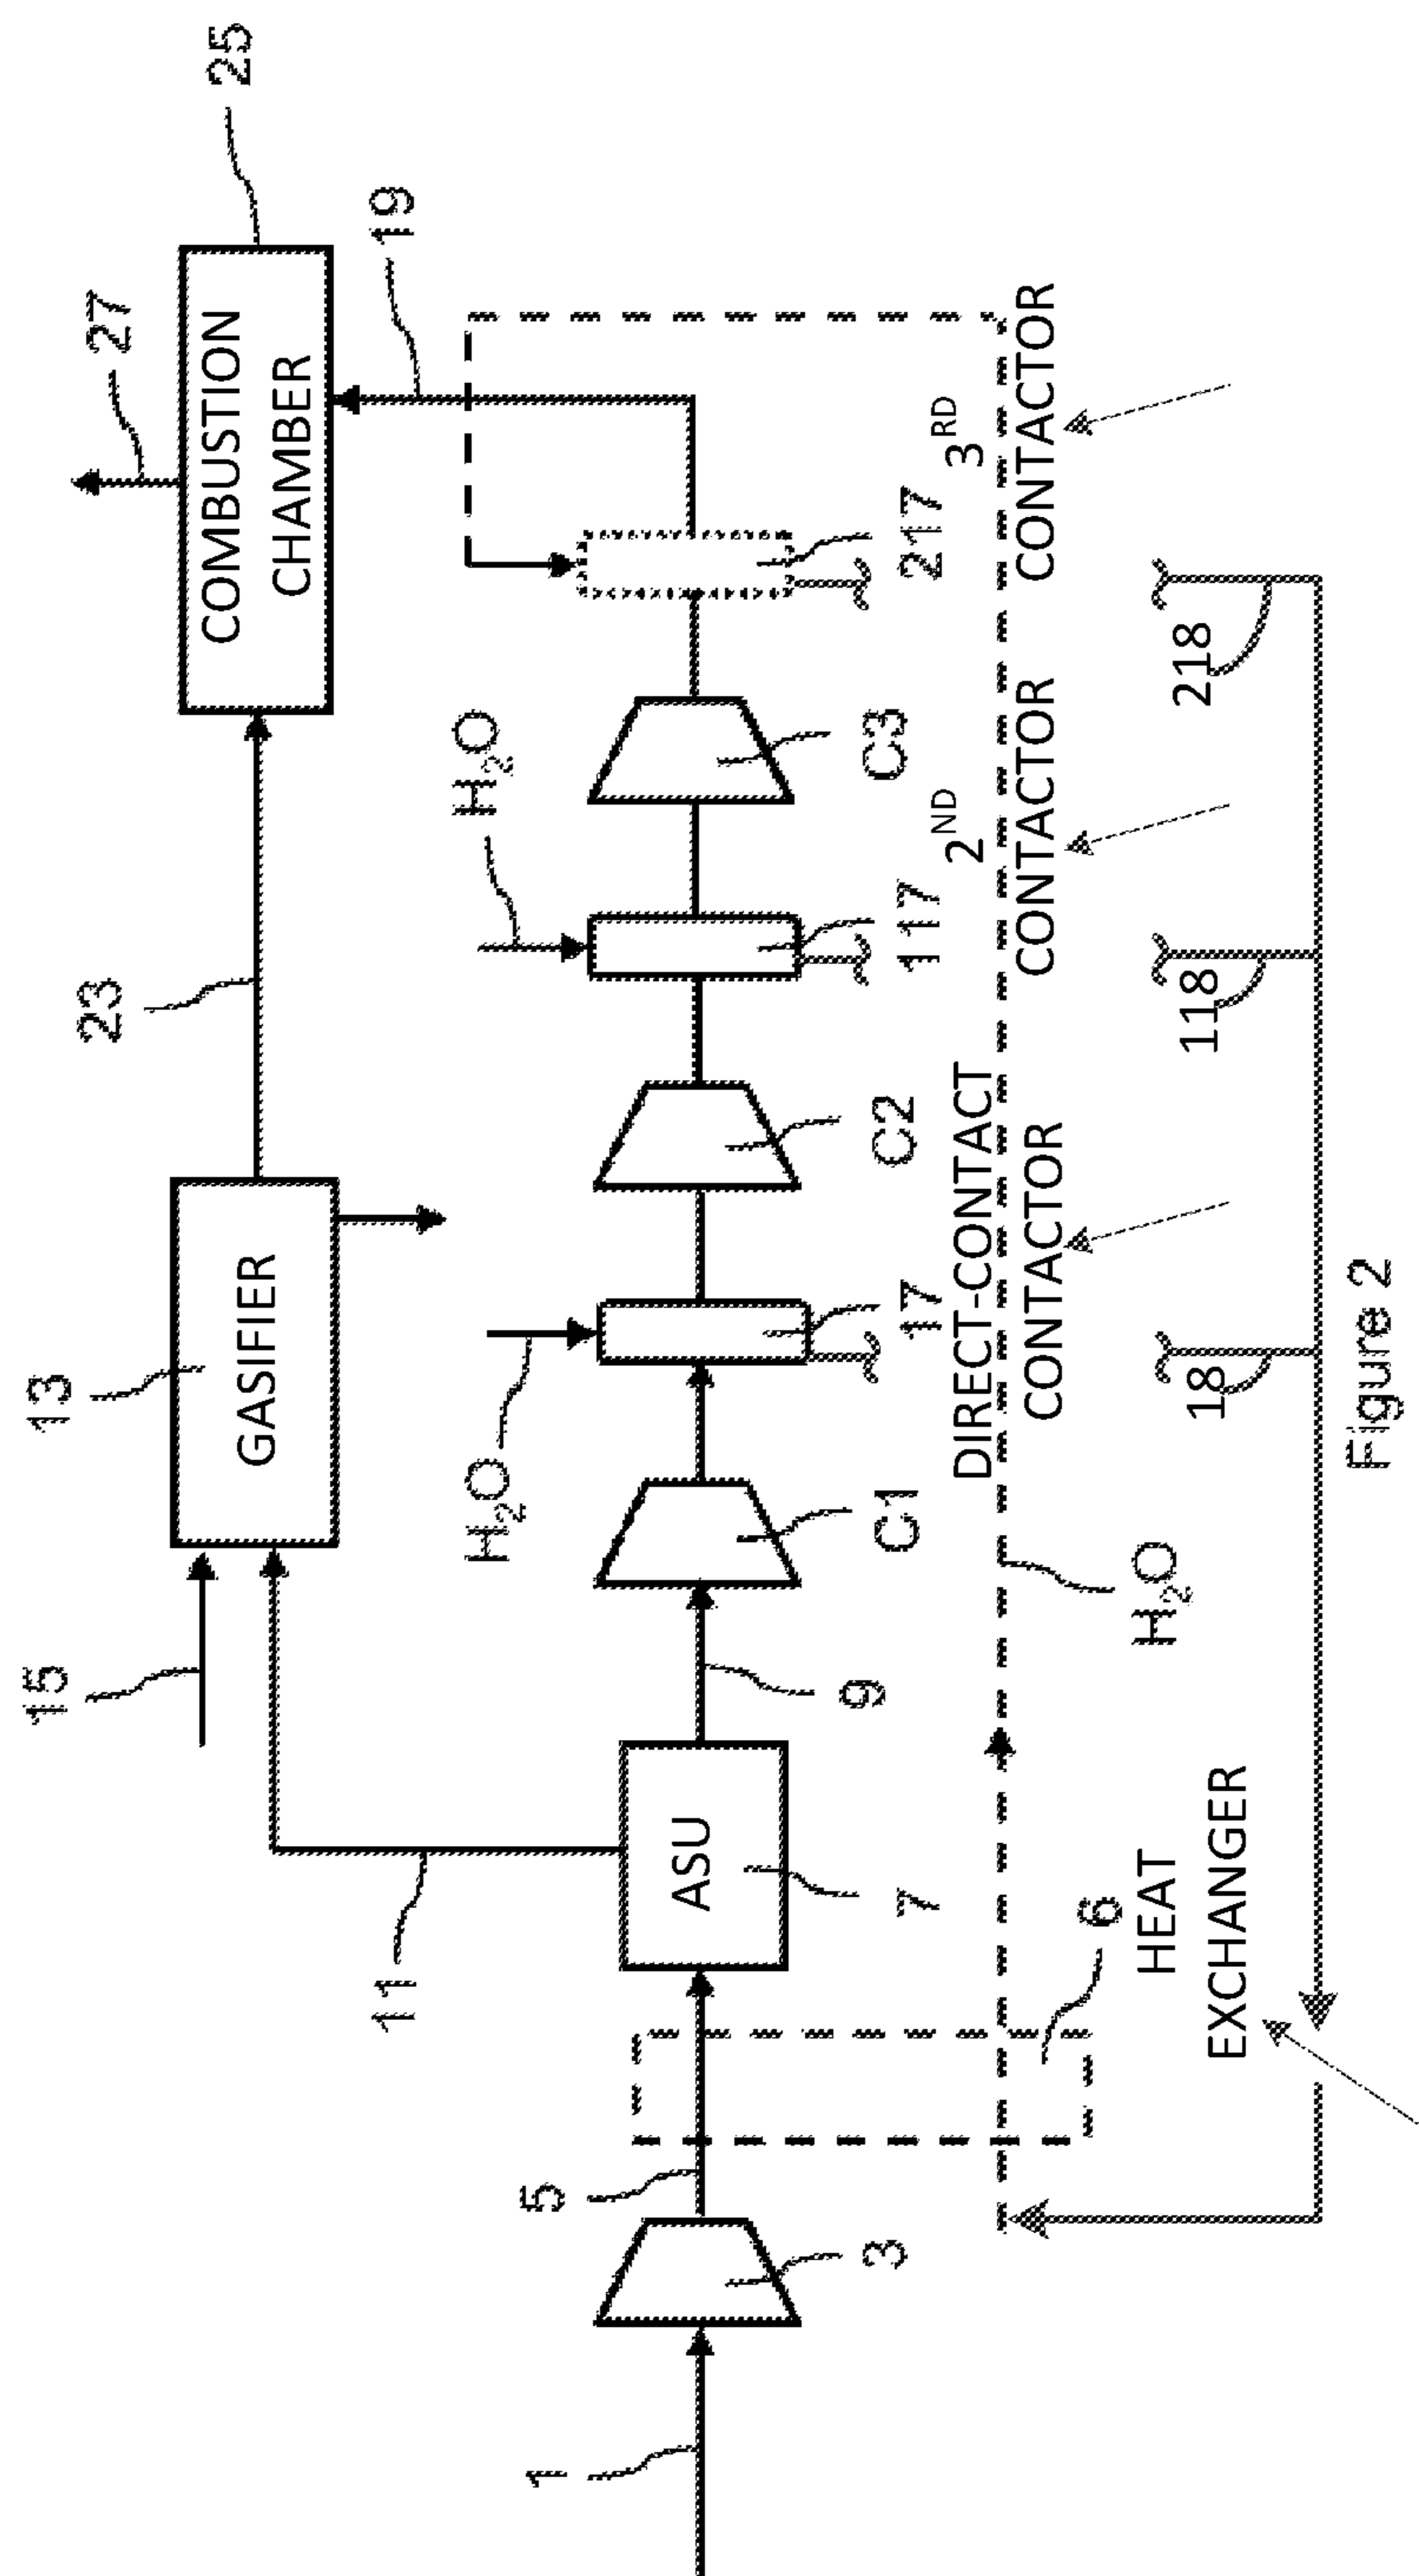 15
13
23
27
25
GASIFIER
COMBUSTION
CHAMBER
11
H₂O
H₂O
19
1
5
ASU
3
7
9
C1
17
C2
117
C3
217
DIRECT-CONTACT
CONTACTOR
2ND
CONTACTOR
3RD
CONTACTOR
6
HEAT
EXCHANGER
H₂O
18
118
218
Figure 2